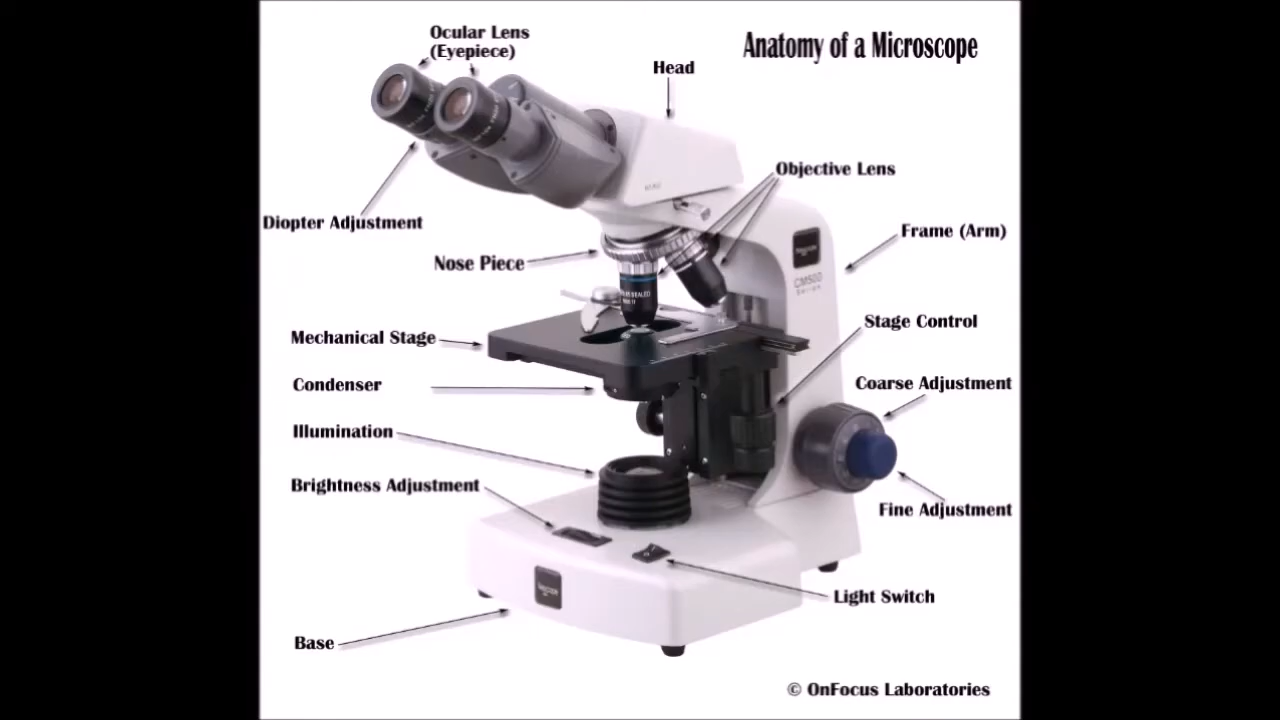 Ocular Lens
(Eyepiece)
Anatomy of a Microscope
Head
Objective Lens
Diopter Adjustment
Frame (Arm)
Nose Piece
CM500
Stage Control
Mechanical Stage
Condenser
Coarse Adjustment
Illumination
Brightness Adjustment
Fine Adjustment
Light Switch
Base
© OnFocus Laboratories